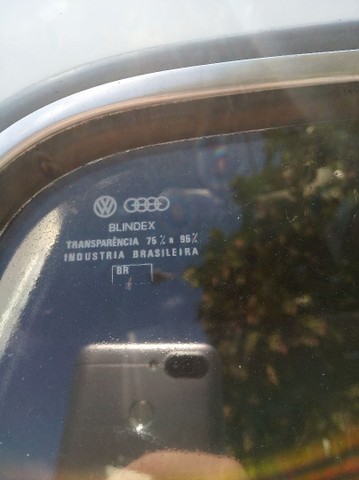 BLINDEX
TRANSPARÊNCIA 75% a 95%
INDUSTRIA BRASILEIRA
BR